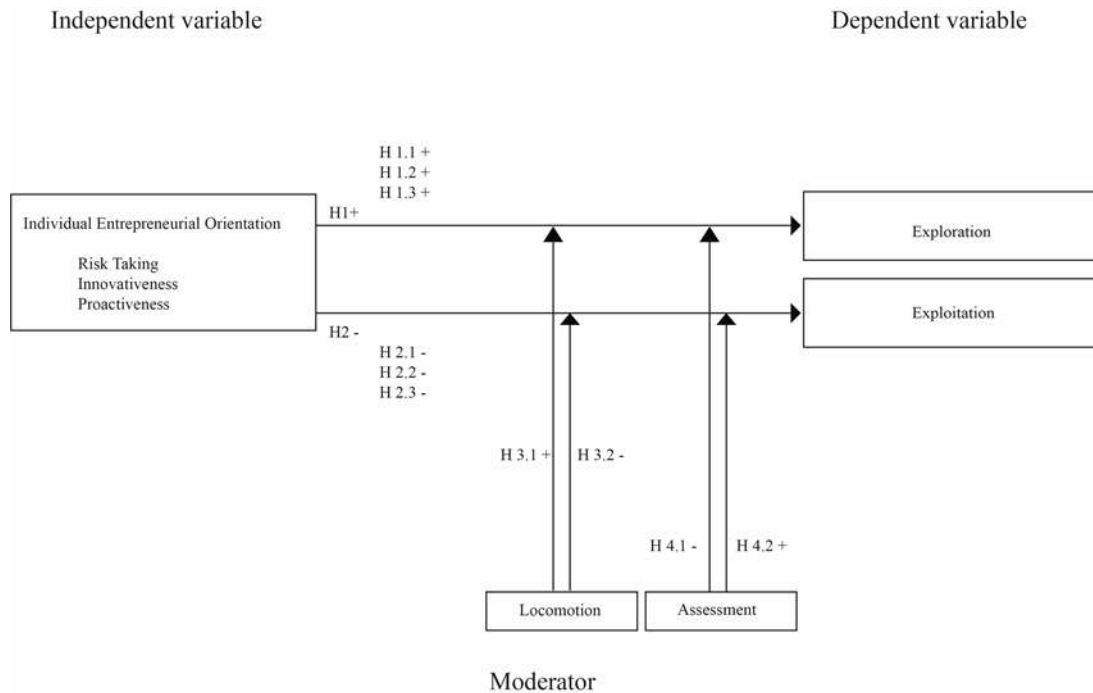 Independent variable
Dependent variable
H 1.1 +
H 1.2 +
H 1.3 +
H1+
Individual Entrepreneurial Orientation
Risk Taking
Innovativeness
Proactiveness
Exploration
Exploitation
H2 -
H 2.1 -
H 2.2 -
H 2.3 -
H 3.1 +
H 3.2 -
H 4.1 -
H 4.2 +
Locomotion
Assessment
Moderator